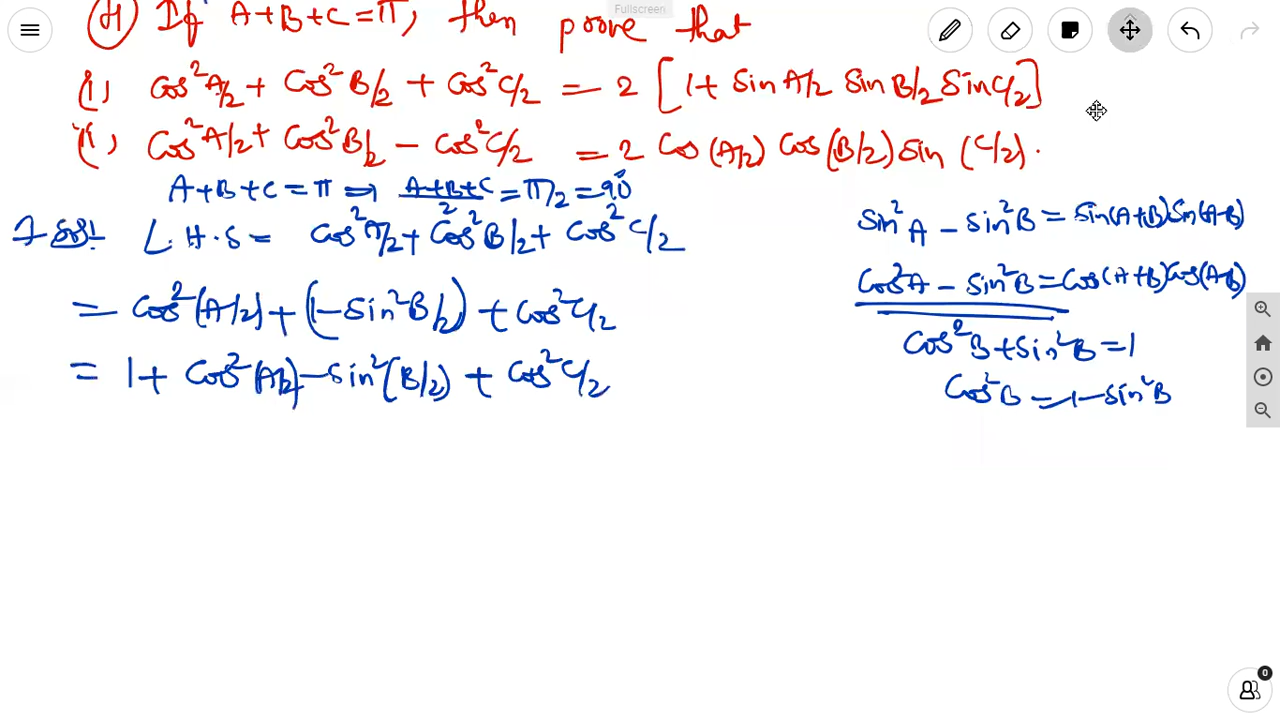 Fullscreen
(4) If A+B+C=π, then prove that
(i) Cos²A/2 + Cos²B/2 + Cos²C/2 = 2 [1+ Sin A/2 Sin B/2 Sin C/2]
(ii) Cos²A/2 + Cos²B/2 – Cos²C/2 = 2 Cos(A/2) Cos(B/2) Sin (C/2).
A+B+C=π ⇒ (A+B+C)/2 = π/2 = 90°
I Sol: L.H.S = Cos²A/2 + Cos²B/2 + Cos²C/2
= Cos²(A/2) + (1–Sin²B/2) + Cos²C/2
= 1+ Cos²(A/2) – Sin²(B/2) + Cos²C/2
Sin²A – Sin²B = Sin(A+B) Sin(A-B)
Cos²A – Sin²B = Cos(A+B) Cos(A-B)
Cos²B + Sin²B = 1
Cos²B = 1–Sin²B
0